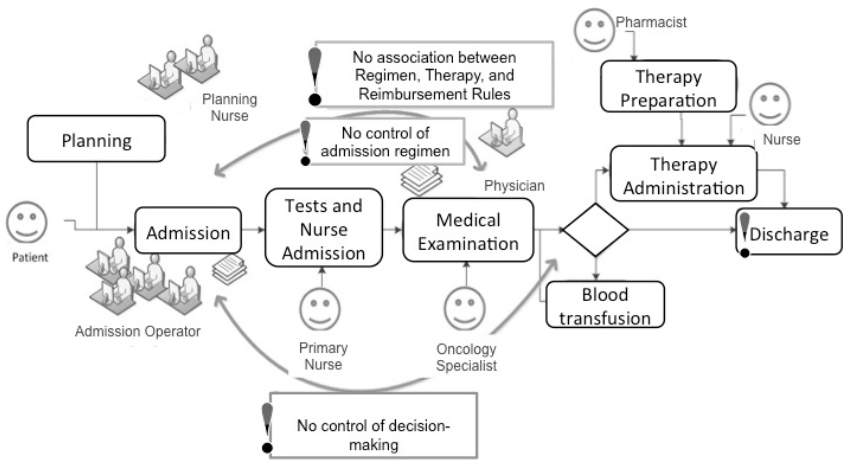 Pharmacist
No association between
Regimen, Therapy, and
Reimbursement Rules
Therapy
Preparation
Planning
Nurse
Planning
No control of
admission regimen
Nurse
Therapy
Administration
Physician
Patient
Admission
Tests and
Nurse
Admission
Medical
Examination
Discharge
Blood
transfusion
Admission Operator
Primary
Nurse
Oncology
Specialist
No control of decision-
making